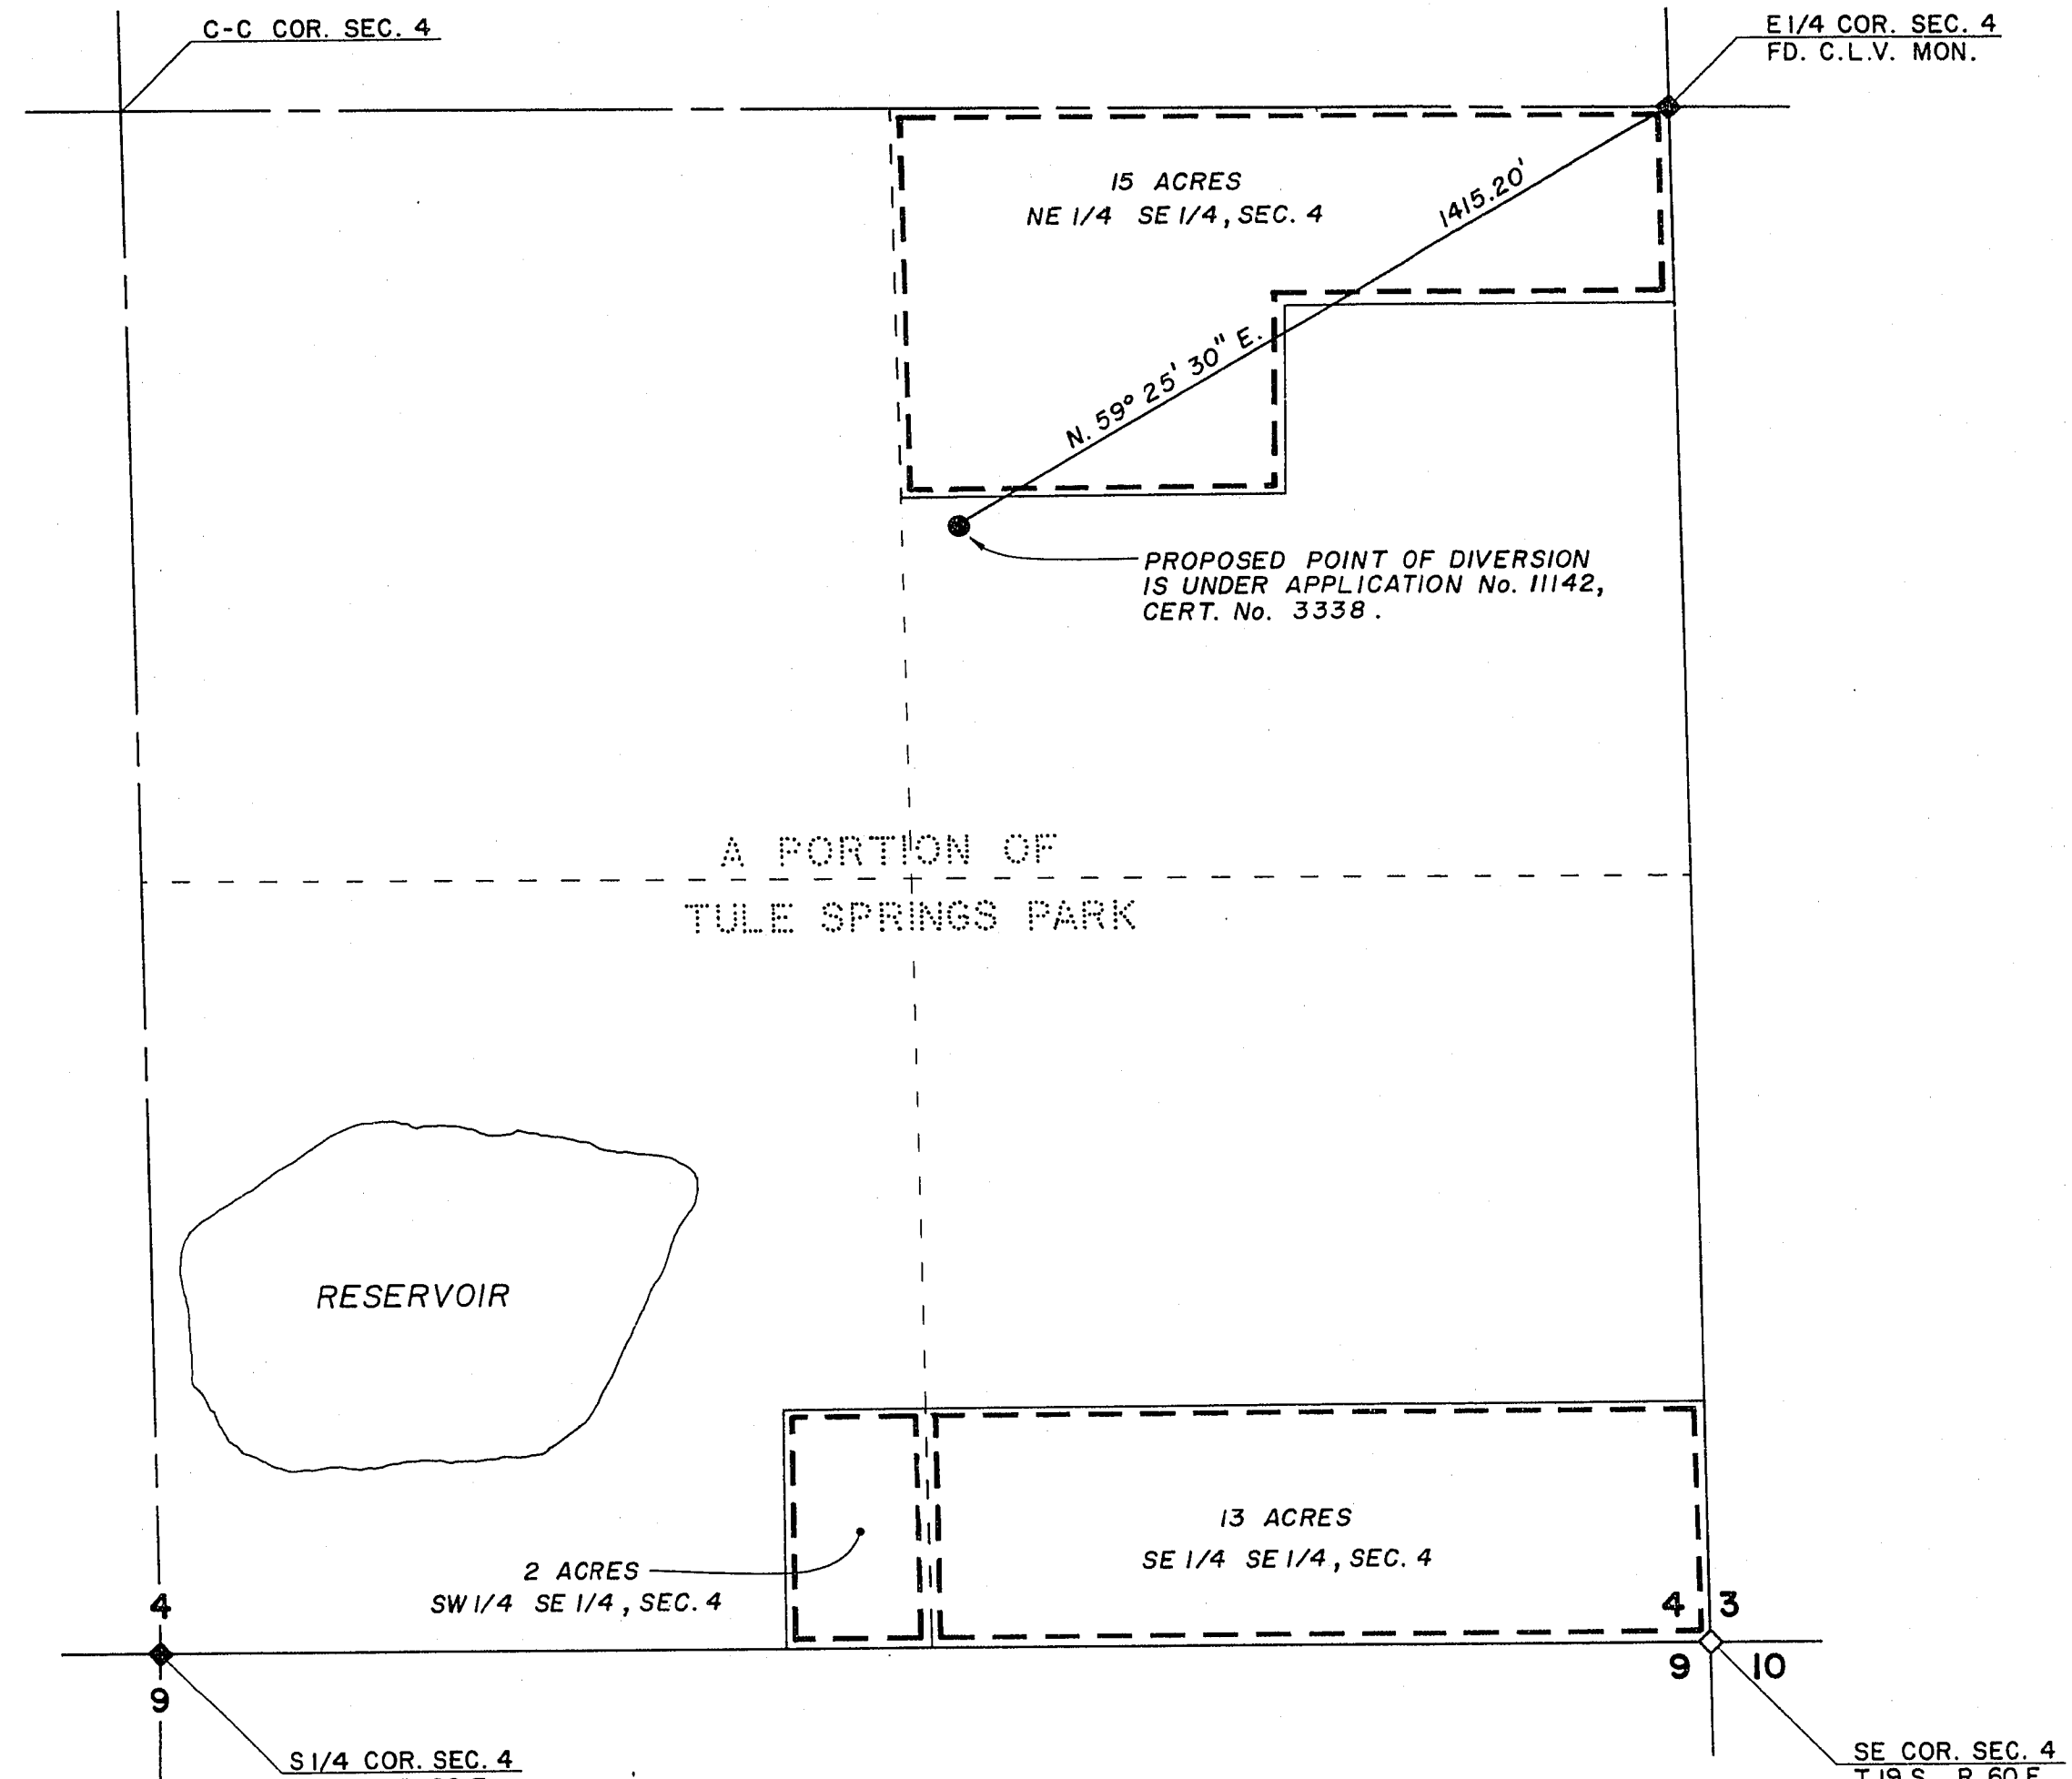 C-C COR. SEC. 4
E 1/4 COR. SEC. 4
FD. C.L.V. MON.
15 ACRES
NE 1/4 SE 1/4, SEC. 4
1415.20'
N. 59° 25' 30" E.
PROPOSED POINT OF DIVERSION
IS UNDER APPLICATION No. 11142,
CERT. No. 3338.
A PORTION OF
TULE SPRINGS PARK
RESERVOIR
13 ACRES
SE 1/4 SE 1/4, SEC. 4
2 ACRES
SW 1/4 SE 1/4, SEC. 4
4
4 3
9 10
9
S 1/4 COR. SEC. 4
SE COR. SEC. 4
T.19 S., R. 60 E.